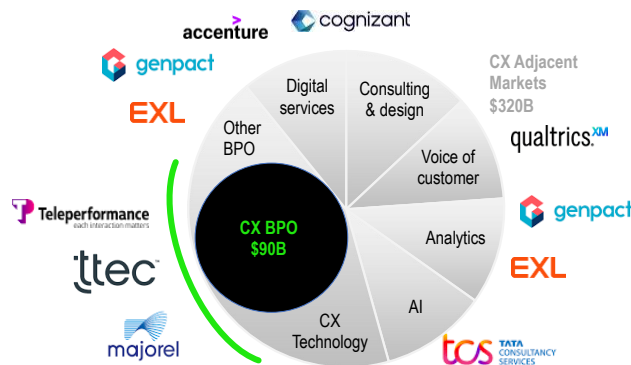 accenture
cognizant
genpact
EXL
Digital
services
Consulting
& design
CX Adjacent
Markets
$320B
Other
BPO
qualtrics.XM
Voice of
customer
Teleperformance
each interaction matters
CX BPO
$90B
genpact
Analytics
ttec™
EXL
AI
CX
Technology
majorel
tcs TATA
CONSULTANCY
SERVICES